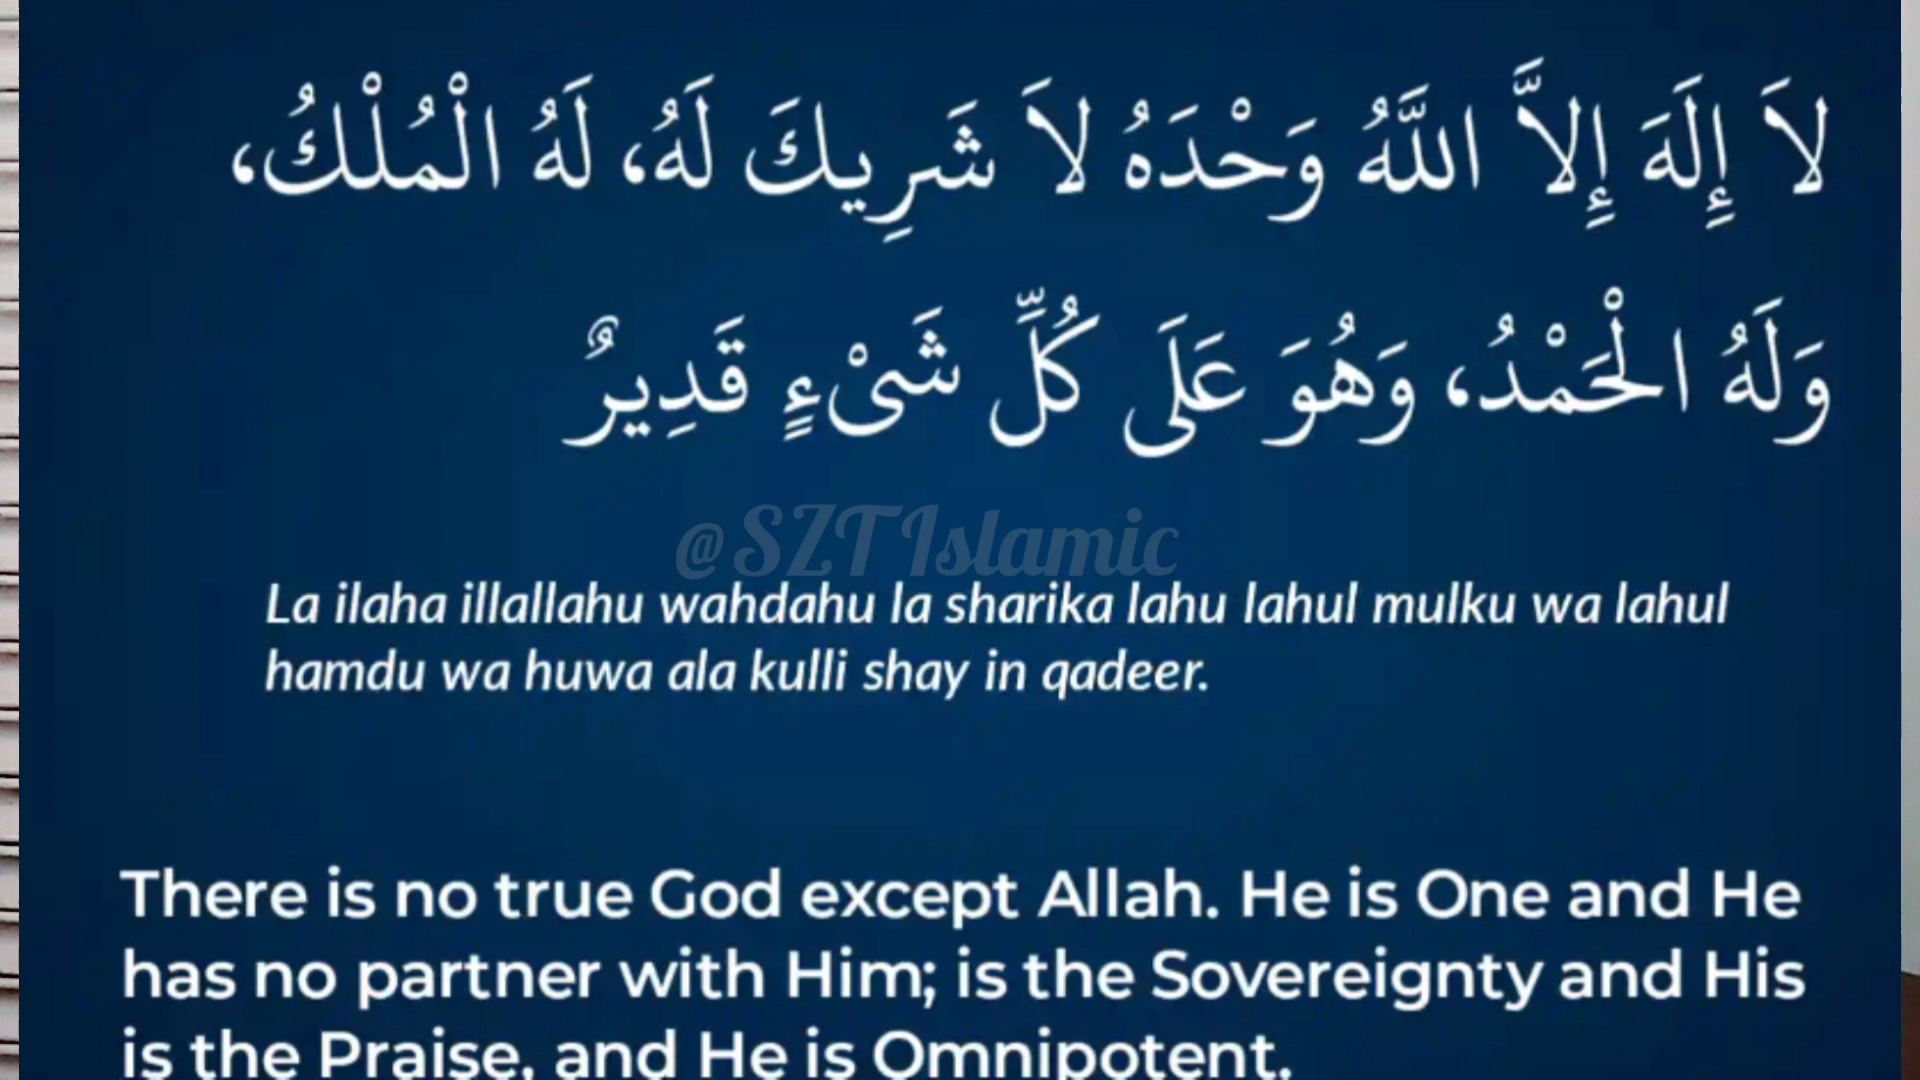 لاَ إِلَهَ إِلاَّ اللَّهُ وَحْدَهُ لاَ شَرِيكَ لَهُ، لَهُ الْمُلْكُ،
وَلَهُ الْحَمْدُ، وَهُوَ عَلَى كُلِّ شَىْءٍ قَدِيرٌ
@SZT Islamic
La ilaha illallahu wahdahu la sharika lahu lahul mulku wa lahul
hamdu wa huwa ala kulli shay in qadeer.
There is no true God except Allah. He is One and He
has no partner with Him; is the Sovereignty and His
is the Praise, and He is Omnipotent.